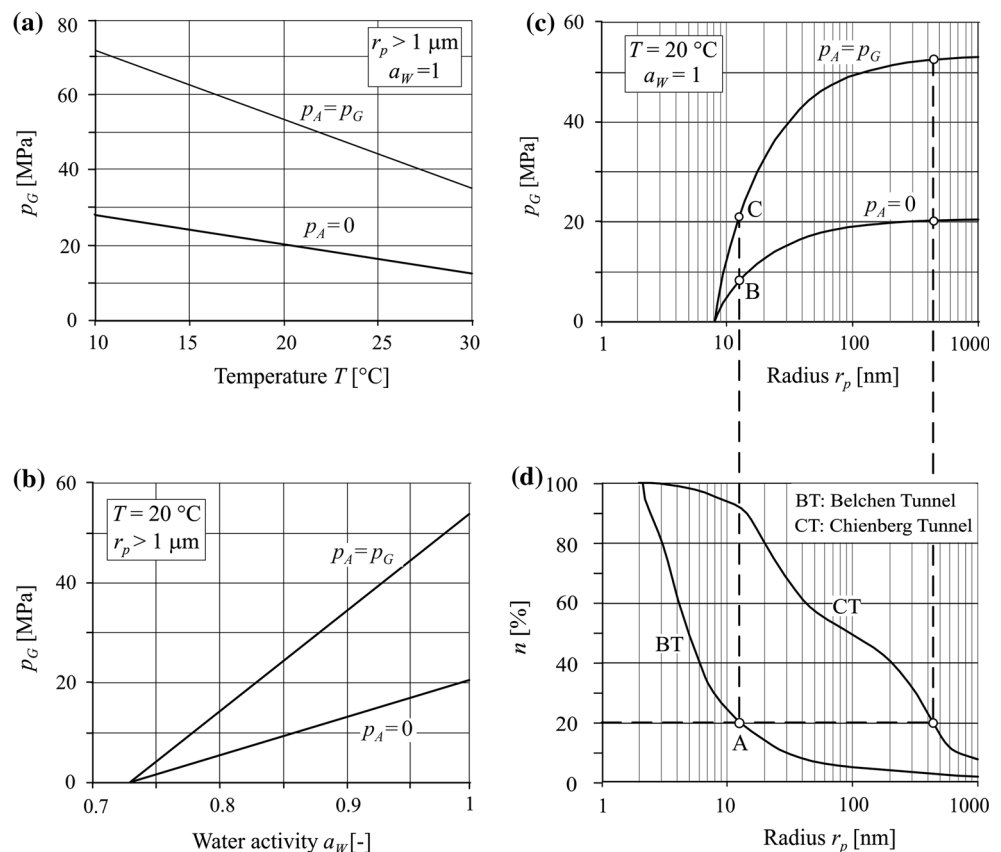 (a)
80
60
40
20
0
p_G [MPa]
r_p > 1 μm
a_W =1
p_A = p_G
p_A = 0
10
15
20
25
30
Temperature T [°C]
(c)
60
40
20
0
p_G [MPa]
T = 20 °C
a_W = 1
p_A = p_G
p_A = 0
C
B
1
10
100
1000
Radius r_p [nm]
(b)
60
40
20
0
p_G [MPa]
T = 20 °C
r_p > 1 μm
p_A = p_G
p_A = 0
0.7
0.8
0.9
1
Water activity a_W [-]
(d)
100
80
60
40
20
0
n [%]
BT: Belchen Tunnel
CT: Chienberg Tunnel
CT
BT
A
1
10
100
1000
Radius r_p [nm]